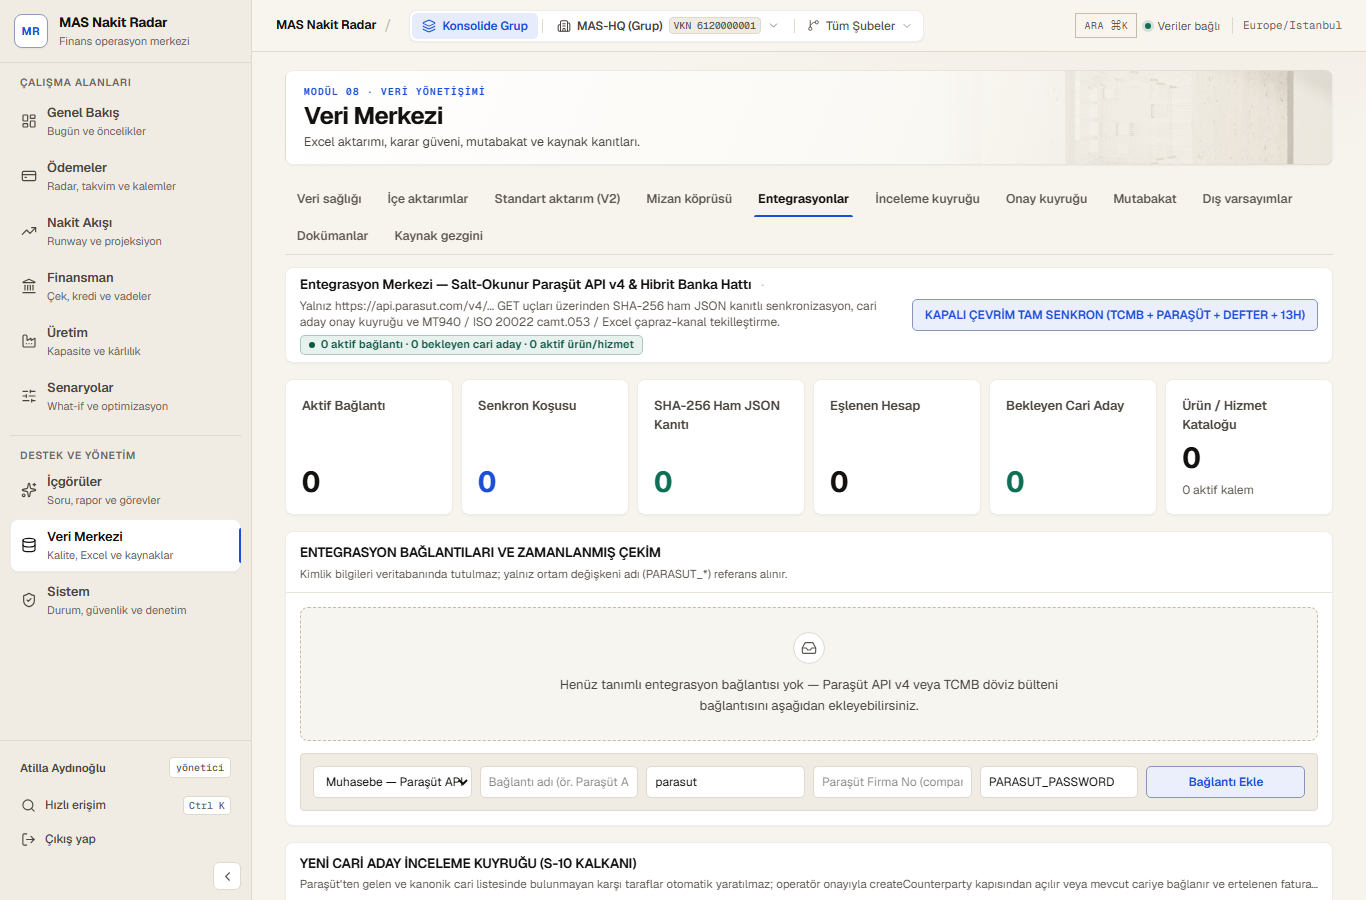 MR
MAS Nakit Radar
Finans operasyon merkezi
ÇALIŞMA ALANLARI
Genel Bakış
Bugün ve öncelikler
Ödemeler
Radar, takvim ve kalemler
Nakit Akışı
Runway ve projeksiyon
Finansman
Çek, kredi ve vadeler
Üretim
Kapasite ve kârlılık
Senaryolar
What-if ve optimizasyon
DESTEK VE YÖNETİM
İçgörüler
Soru, rapor ve görevler
Veri Merkezi
Kalite, Excel ve kaynaklar
Sistem
Durum, güvenlik ve denetim
Atilla Aydınoğlu yönetici
Hızlı erişim Ctrl K
Çıkış yap
MAS Nakit Radar / Konsolide Grup MAS-HQ (Grup) VKN 6120000001 Tüm Şubeler ARA ⌘K Veriler bağlı Europe/Istanbul
MODÜL 08 · VERİ YÖNETİŞİMİ
Veri Merkezi
Excel aktarımı, karar güveni, mutabakat ve kaynak kanıtları.
Veri sağlığı İçe aktarımlar Standart aktarım (V2) Mizan köprüsü Entegrasyonlar İnceleme kuyruğu Onay kuyruğu Mutabakat Dış varsayımlar
Dokümanlar Kaynak gezgini
Entegrasyon Merkezi — Salt-Okunur Paraşüt API v4 & Hibrit Banka Hattı ·
Yalnız https://api.parasut.com/v4/… GET uçları üzerinden SHA-256 ham JSON kanıtlı senkronizasyon, cari
aday onay kuyruğu ve MT940 / ISO 20022 camt.053 / Excel çapraz-kanal tekilleştirme.
0 aktif bağlantı · 0 bekleyen cari aday · 0 aktif ürün/hizmet
KAPALI ÇEVRİM TAM SENKRON (TCMB + PARAŞÜT + DEFTER + 13H)
Aktif Bağlantı
0
Senkron Koşusu
0
SHA-256 Ham JSON
Kanıtı
0
Eşlenen Hesap
0
Bekleyen Cari Aday
0
Ürün / Hizmet
Kataloğu
0
0 aktif kalem
ENTEGRASYON BAĞLANTILARI VE ZAMANLANMIŞ ÇEKİM
Kimlik bilgileri veritabanında tutulmaz; yalnız ortam değişkeni adı (PARASUT_*) referans alınır.
Henüz tanımlı entegrasyon bağlantısı yok — Paraşüt API v4 veya TCMB döviz bülteni
bağlantısını aşağıdan ekleyebilirsiniz.
Muhasebe — Paraşüt API Bağlantı adı (ör. Paraşüt A parasut Paraşüt Firma No (compan PARASUT_PASSWORD Bağlantı Ekle
YENİ CARİ ADAY İNCELEME KUYRUĞU (S-10 KALKANI)
Paraşüt'ten gelen ve kanonik cari listesinde bulunmayan karşı taraflar otomatik yaratılmaz; operatör onayıyla createCounterparty kapısından açılır veya mevcut cariye bağlanır ve ertelenen fatura…